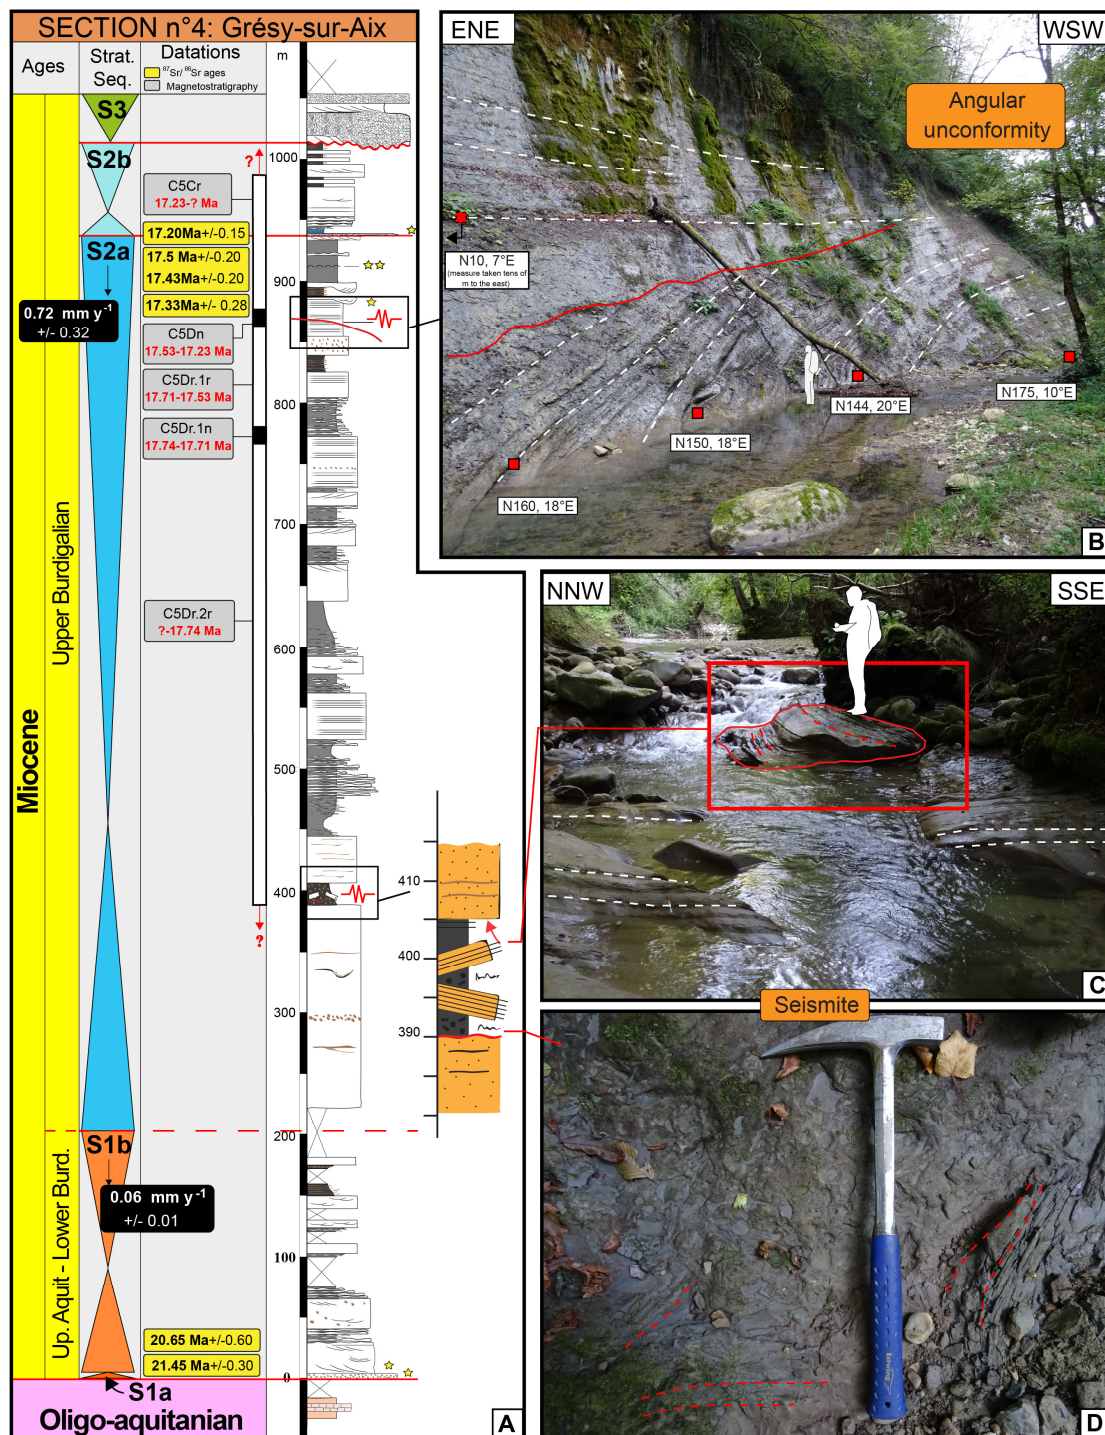 SECTION n°4: Grésy-sur-Aix
Ages
Strat.
Seq.
Datations
⁸⁷Sr/ ⁸⁶Sr ages
Magnetostratigraphy
m
S3
S2b
?
1000
C5Cr
17.23-? Ma
17.20Ma+/-0.15
S2a
17.5 Ma+/-0.20
17.43Ma+/-0.20
900
17.33Ma+/- 0.28
0.72 mm y⁻¹
+/- 0.32
C5Dn
17.53-17.23 Ma
C5Dr.1r
17.71-17.53 Ma
800
C5Dr.1n
17.74-17.71 Ma
700
Upper Burdigalian
C5Dr.2r
?-17.74 Ma
600
Miocene
500
400
?
300
200
S1b
0.06 mm y⁻¹
+/- 0.01
100
Up. Aquit - Lower Burd.
20.65 Ma+/-0.60
21.45 Ma+/-0.30
0
S1a
Oligo-aquitanian
A
410
400
390
ENE
WSW
Angular
unconformity
N10, 7°E
(measure taken tens of
m to the east)
N175, 10°E
N144, 20°E
N150, 18°E
N160, 18°E
B
NNW
SSE
C
Seismite
Estwing
D